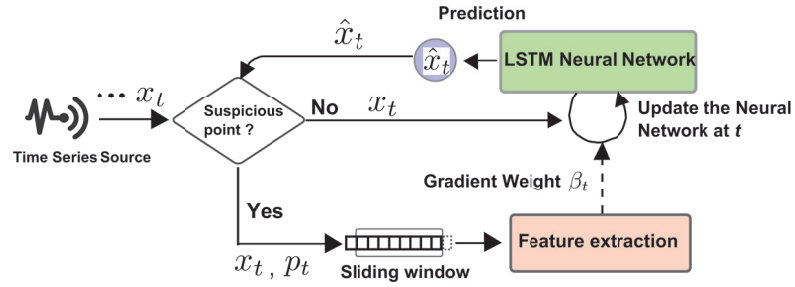 Prediction
x̂_t
x̂_t
LSTM Neural Network
··· x_t
Suspicious
point ?
No
x_t
Update the Neural
Network at t
Time Series Source
Gradient Weight β_t
Yes
Feature extraction
x_t , p_t
Sliding window